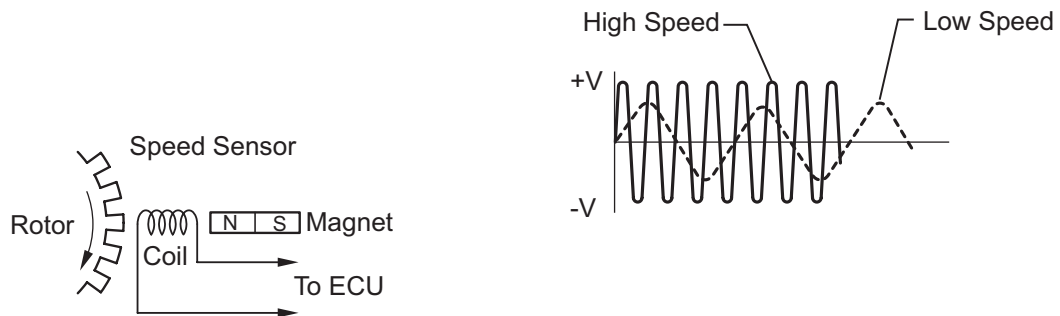 High Speed
Low Speed
+V
-V
Speed Sensor
Rotor
N S Magnet
Coil
To ECU